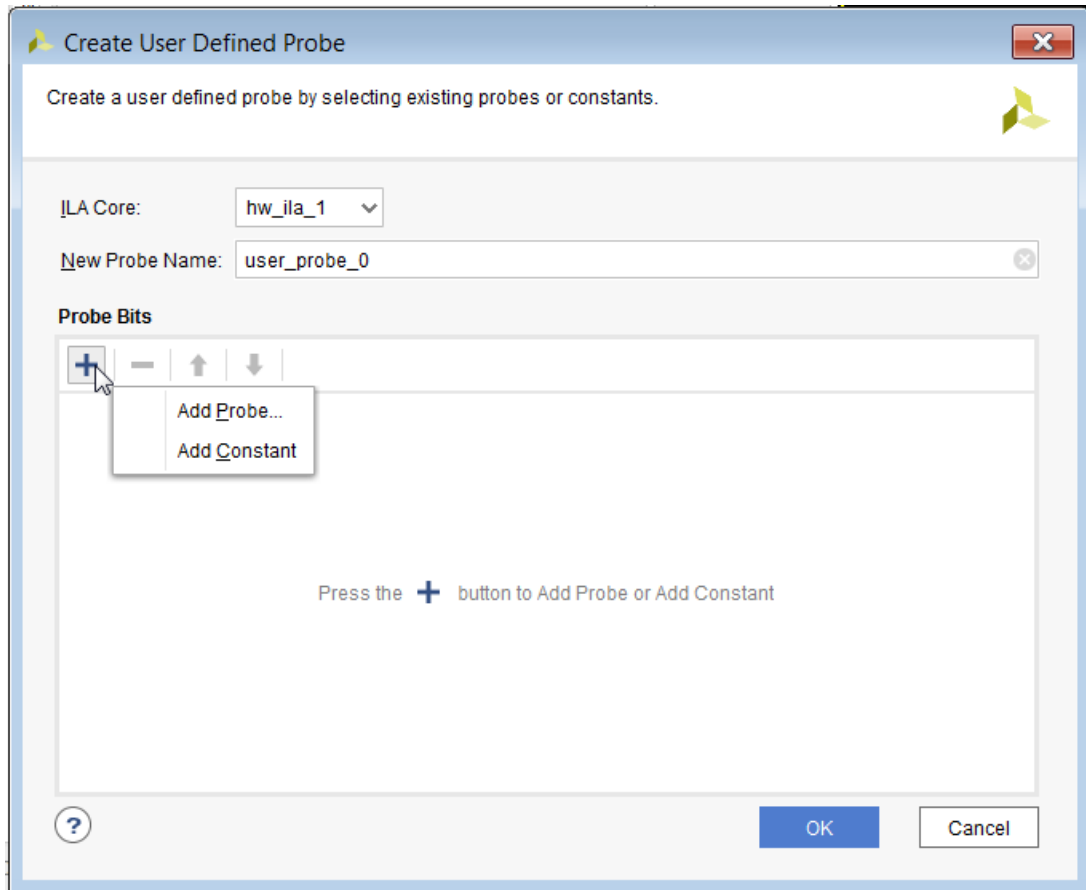 Create User Defined Probe
Create a user defined probe by selecting existing probes or constants.
ILA Core: hw_ila_1
New Probe Name: user_probe_0
Probe Bits
Add Probe...
Add Constant
Press the + button to Add Probe or Add Constant
?
OK Cancel